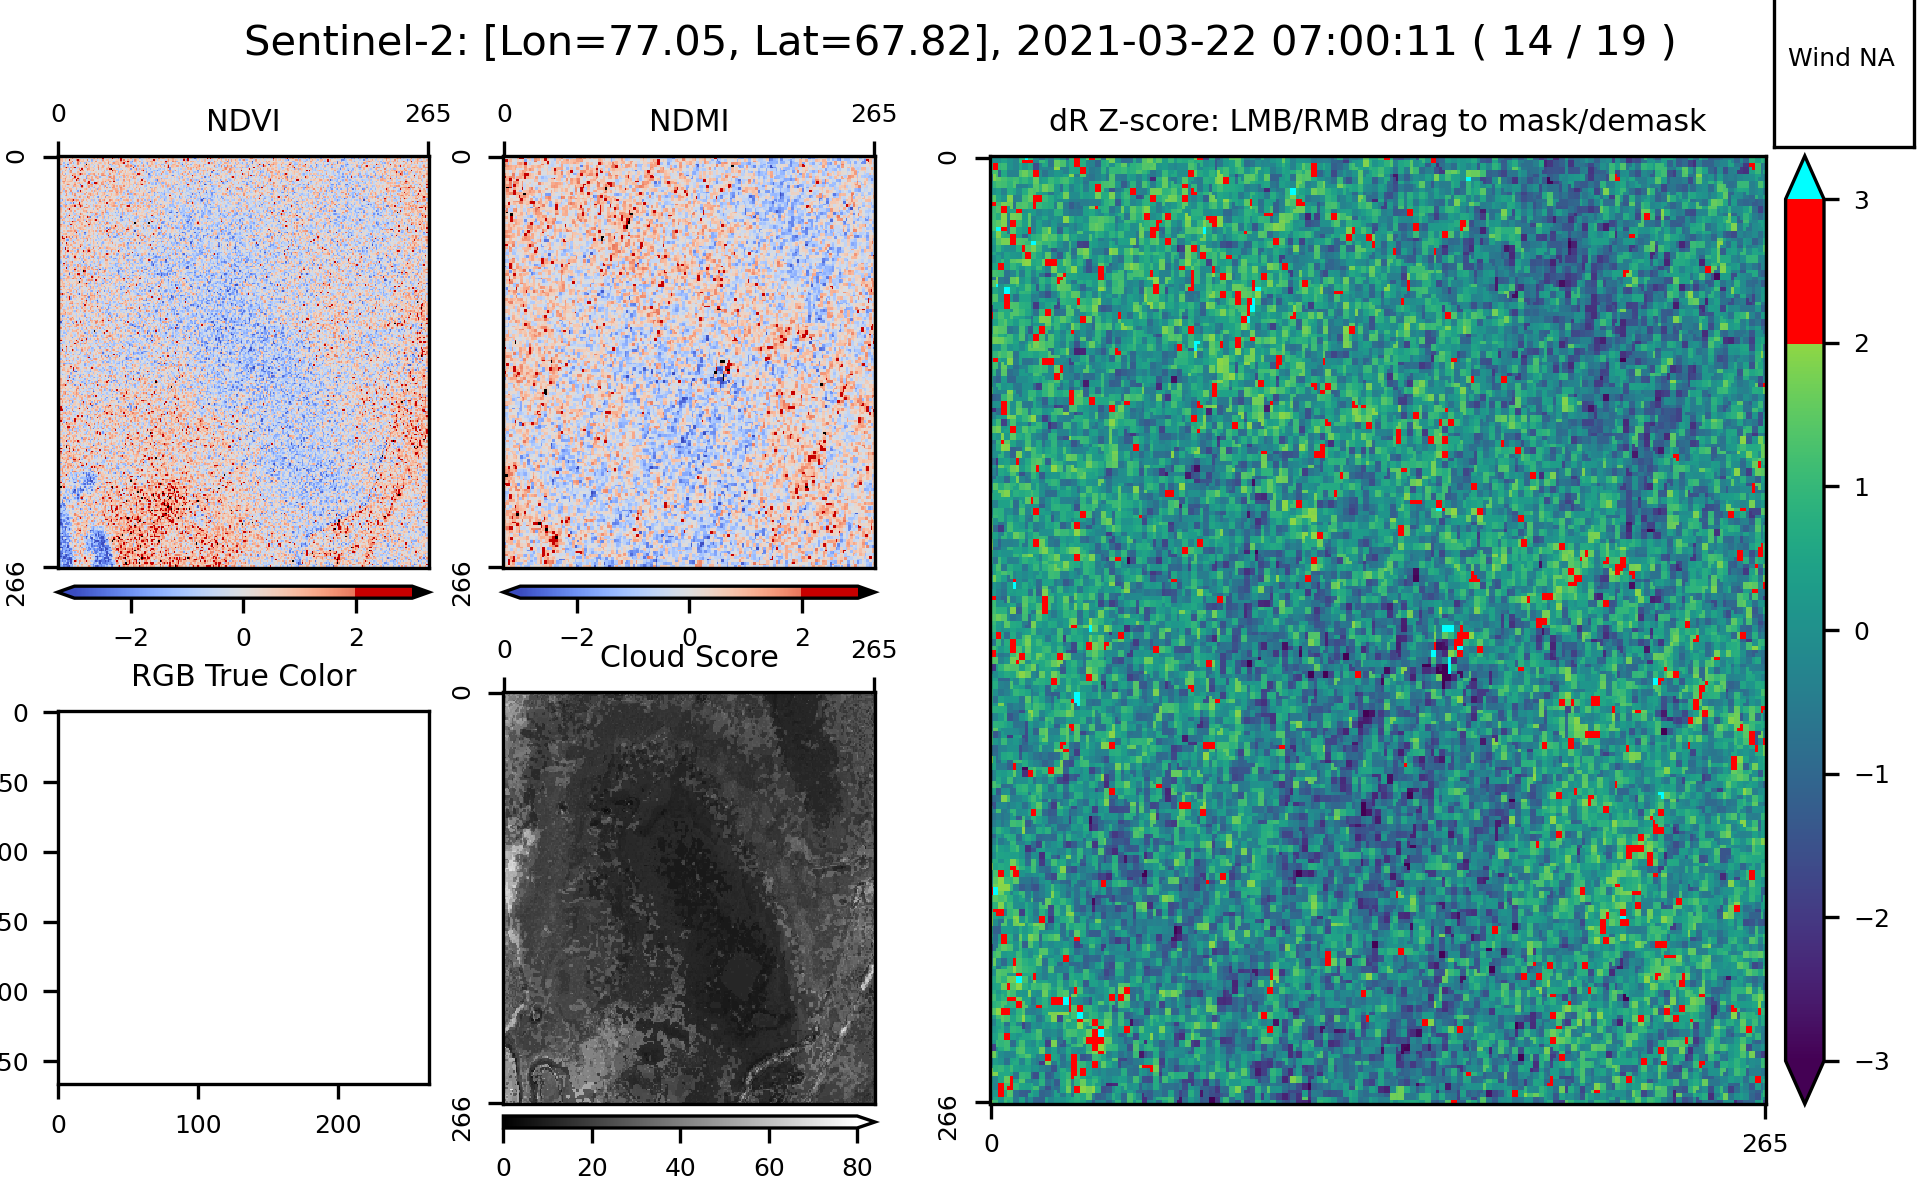 Sentinel-2: [Lon=77.05, Lat=67.82], 2021-03-22 07:00:11 ( 14 / 19 )
Wind NA
NDVI
0 265
0
266
−2 0 2
NDMI
0 265
0
266
−2 0 2
dR Z-score: LMB/RMB drag to mask/demask
0
266
0 265
3
2
1
0
−1
−2
−3
RGB True Color
0
50
00
50
00
50
0 100 200
Cloud Score
0 265
0
266
0 20 40 60 80